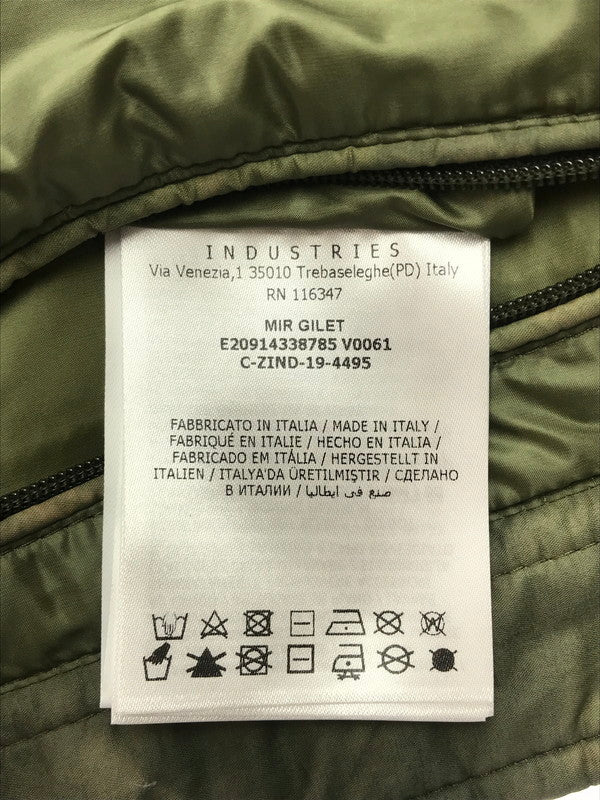 INDUSTRIES
Via Venezia,1 35010 Trebaseleghe(PD) Italy
RN 116347
MIR GILET
E20914338785 V0061
C-ZIND-19-4495
FABBRICATO IN ITALIA / MADE IN ITALY /
FABRIQUÉ EN ITALIE / HECHO EN ITALIA /
FABRICADO EM ITÁLIA / HERGESTELLT IN
ITALIEN / ITALYA'DA ÜRETILMIŞTIR / СДЕЛАНО
В ИТАЛИИ / صنع في ايطاليا